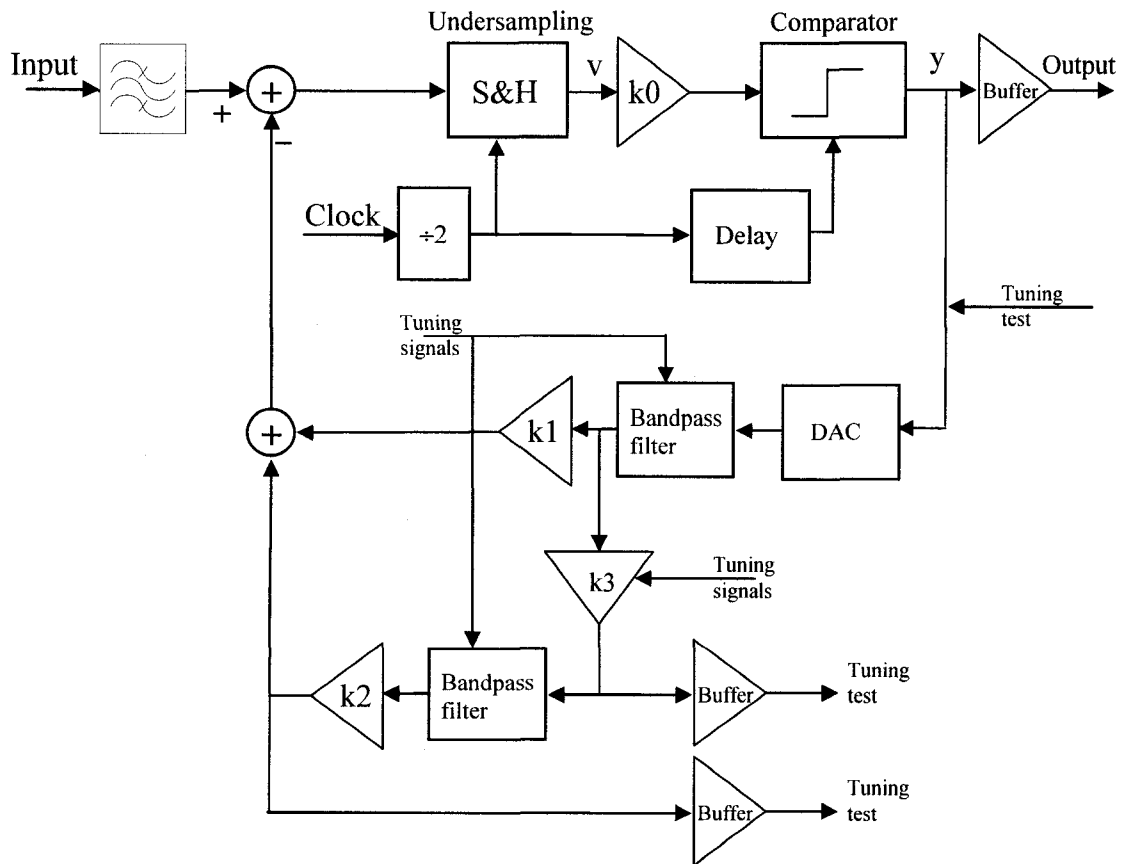 Undersampling
Comparator
Input
+
+
−
S&H
v
k0
y
Buffer
Output
Clock
÷2
Delay
Tuning
test
Tuning
signals
+
k1
Bandpass
filter
DAC
k3
Tuning
signals
k2
Bandpass
filter
Buffer
Tuning
test
Buffer
Tuning
test